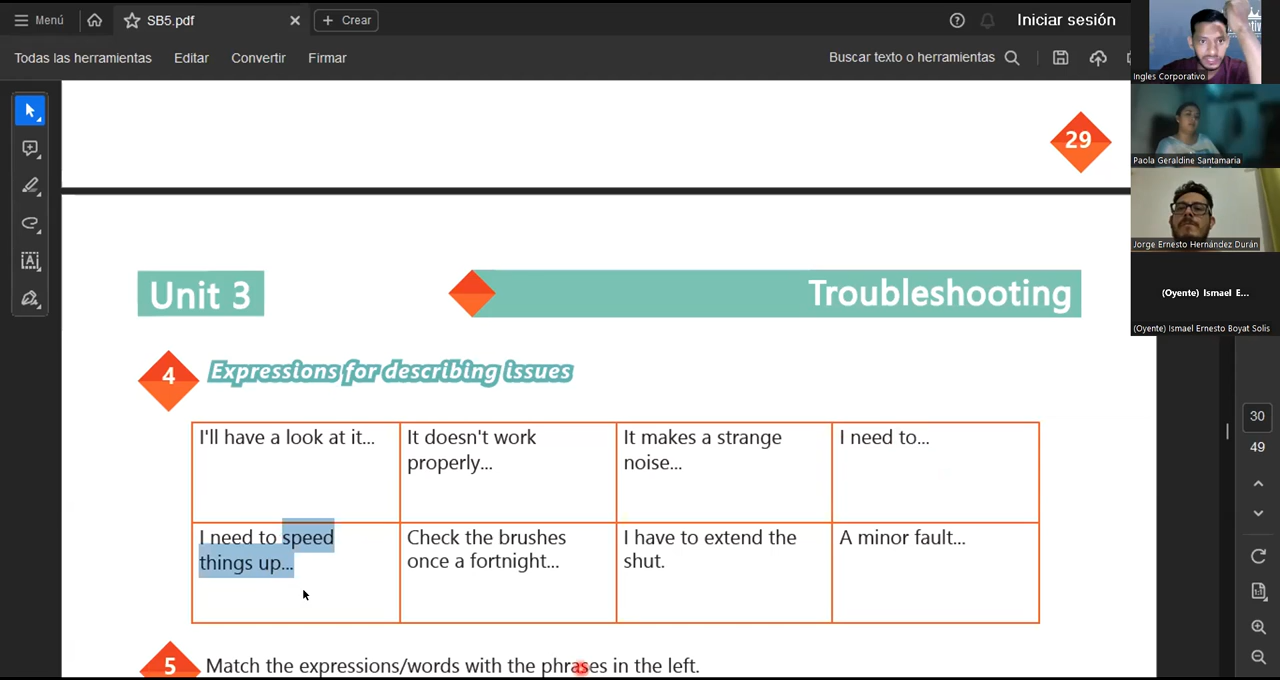 Menú
SB5.pdf
Crear
Iniciar sesión
Todas las herramientas
Editar
Convertir
Firmar
Buscar texto o herramientas
Ingles Corporativo
Paola Geraldine Santamaria
Jorge Ernesto Hernández Durán
(Oyente) Ismael E...
(Oyente) Ismael Ernesto Boyat Solis
29
Unit 3
Troubleshooting
4
Expressions for describing issues
I'll have a look at it...
It doesn't work
properly...
It makes a strange
noise...
I need to...
I need to speed
things up...
Check the brushes
once a fortnight...
I have to extend the
shut.
A minor fault...
5
Match the expressions/words with the phrases in the left.
30
49